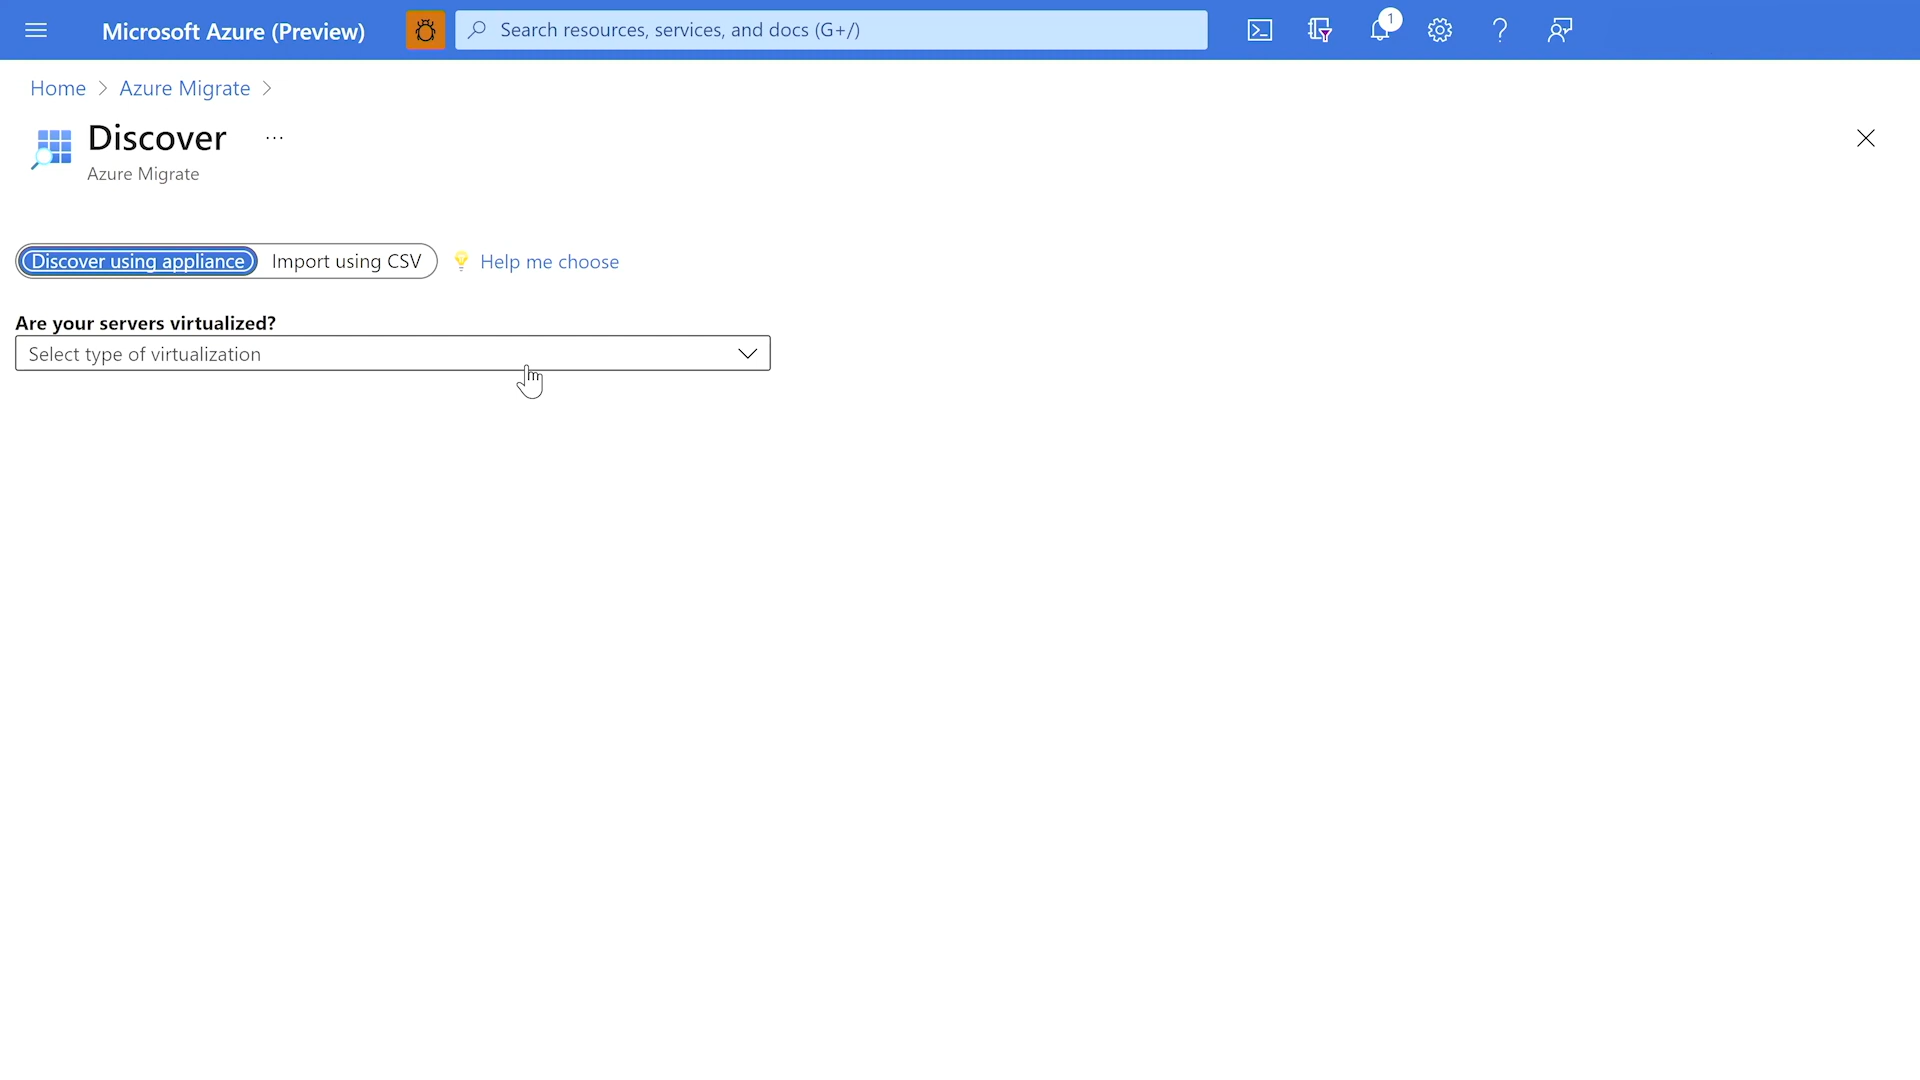 Microsoft Azure (Preview)
Search resources, services, and docs (G+/)
1
Home > Azure Migrate >
Discover ...
Azure Migrate
Discover using appliance Import using CSV Help me choose
Are your servers virtualized?
Select type of virtualization